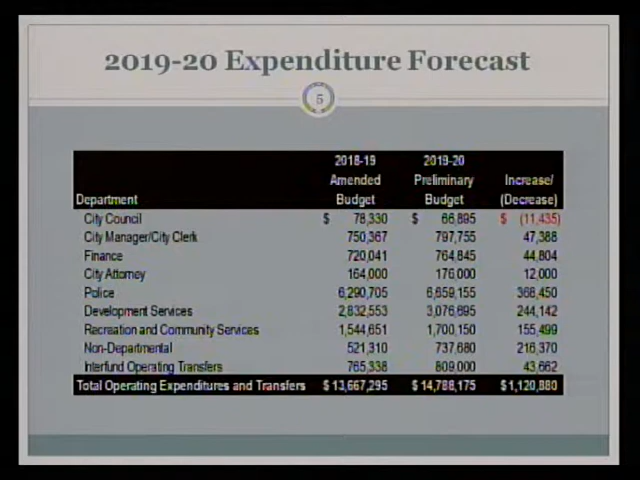 2019-20 Expenditure Forecast
5
2018-19 2019-20
Amended Preliminary Increase/
Department Budget Budget (Decrease)
City Council $ 78,330 $ 66,895 $ (11,435)
City Manager/City Clerk 750,367 797,755 47,388
Finance 720,041 764,845 44,804
City Attorney 164,000 176,000 12,000
Police 6,290,705 6,659,155 368,450
Development Services 2,832,553 3,076,695 244,142
Recreation and Community Services 1,544,651 1,700,150 155,499
Non-Departmental 521,310 737,680 216,370
Interfund Operating Transfers 765,338 809,000 43,662
Total Operating Expenditures and Transfers $ 13,667,295 $ 14,788,175 $ 1,120,880